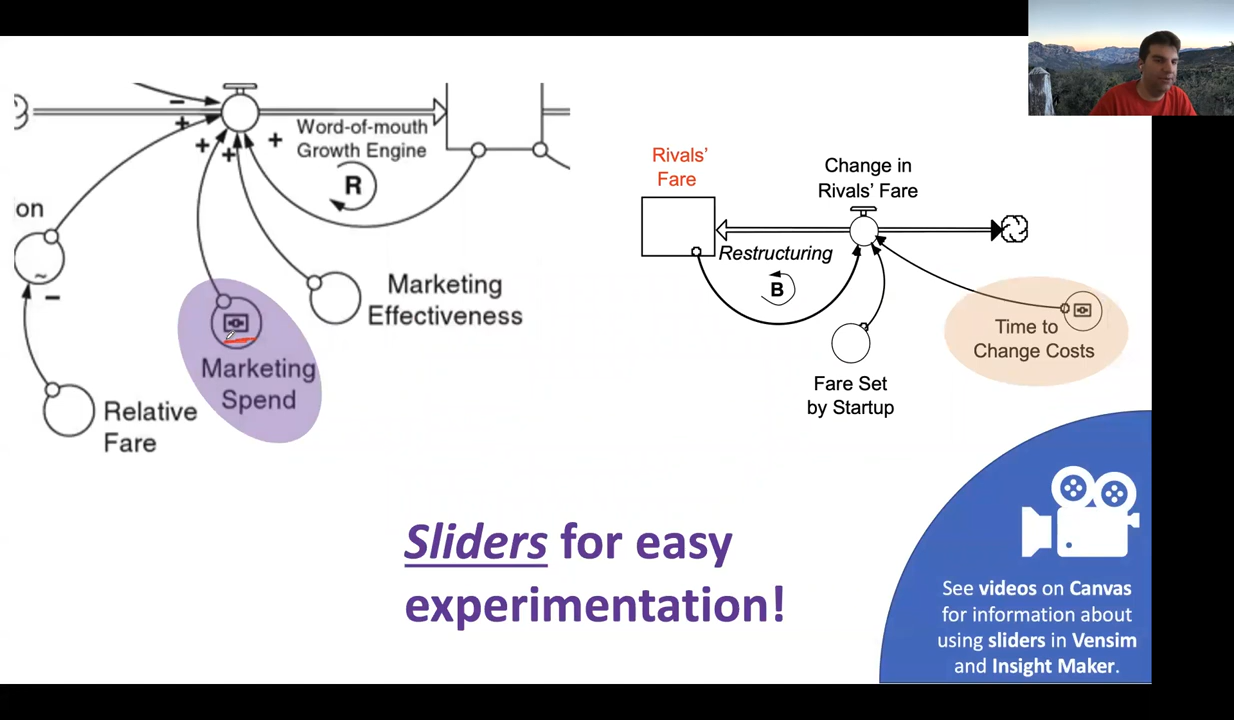 −
+
+
+
+
Word-of-mouth
Growth Engine
R
on
~
−
Marketing
Effectiveness
Marketing
Spend
Relative
Fare
Rivals’
Fare
Change in
Rivals’ Fare
Restructuring
B
Time to
Change Costs
Fare Set
by Startup
Sliders for easy
experimentation!
See videos on Canvas
for information about
using sliders in Vensim
and Insight Maker.